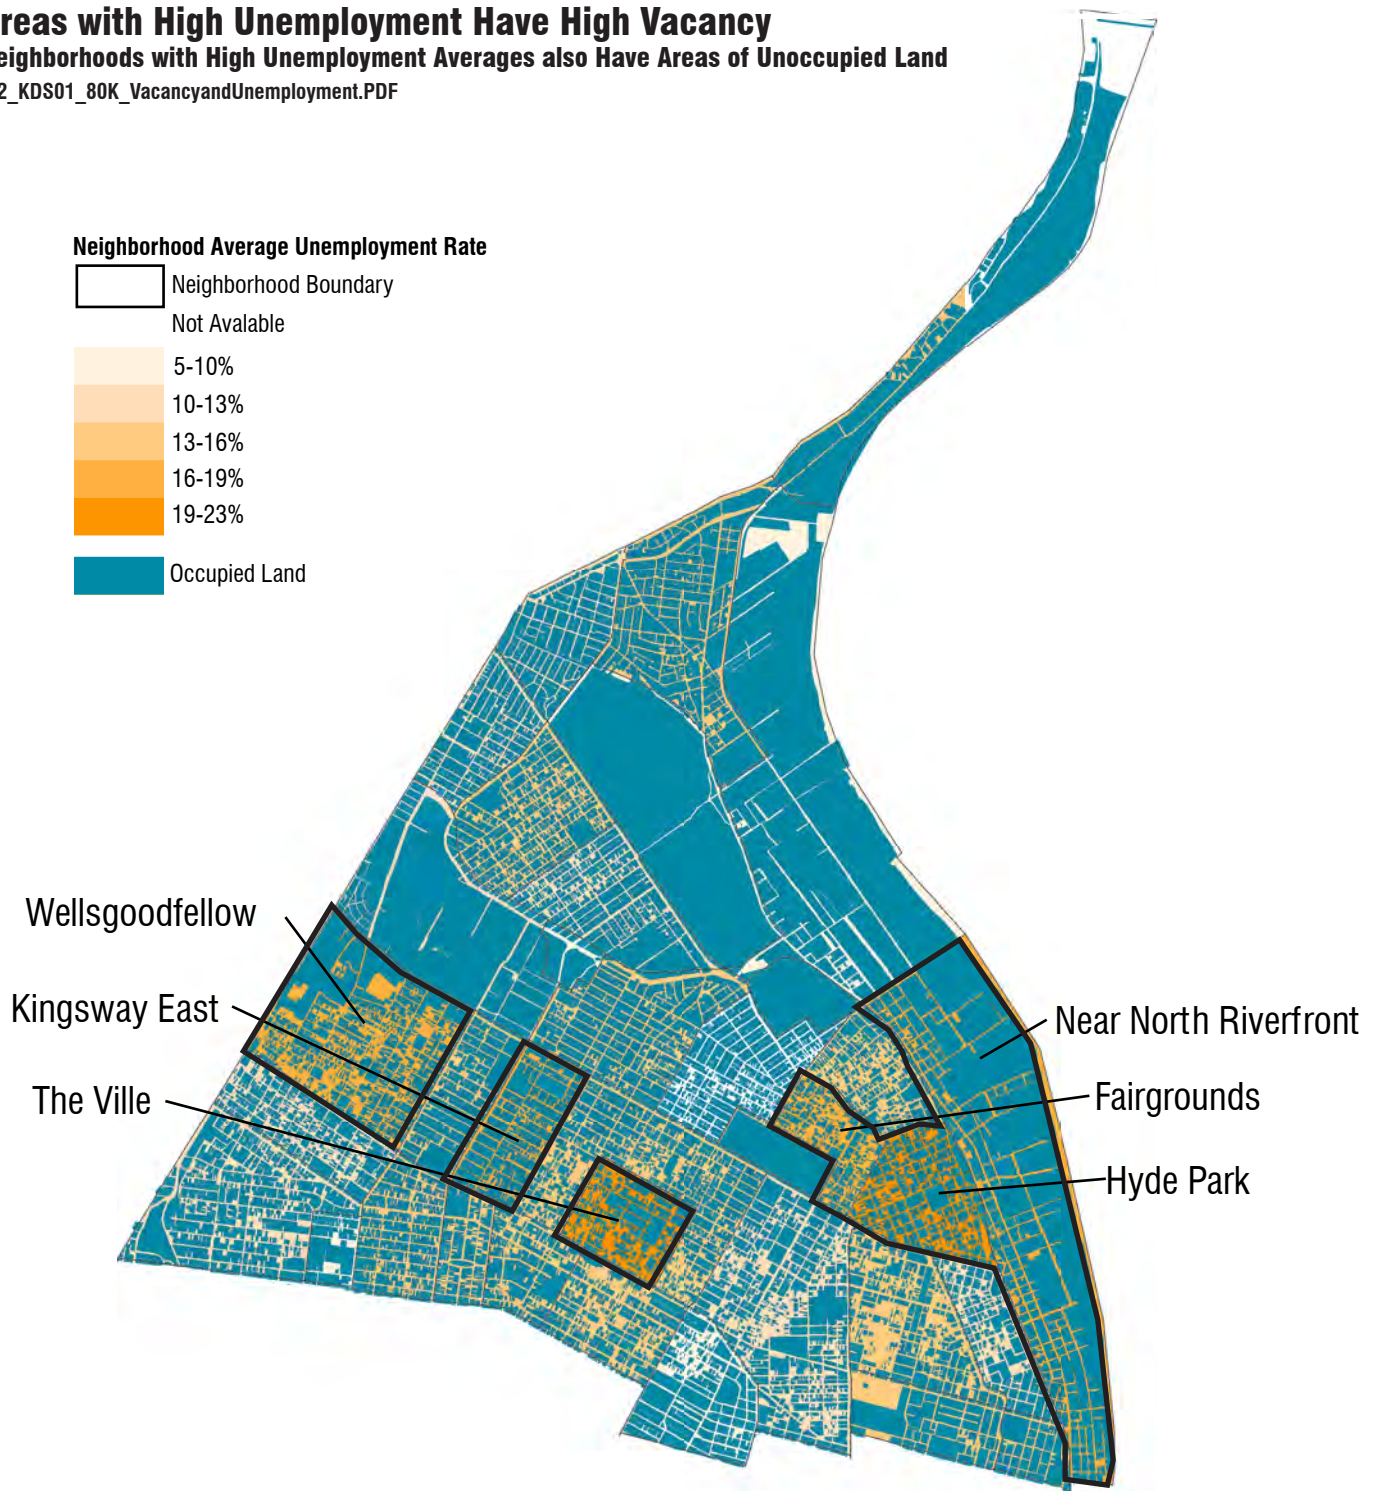 reas with High Unemployment Have High Vacancy
eighborhoods with High Unemployment Averages also Have Areas of Unoccupied Land
2_KDS01_80K_VacancyandUnemployment.PDF
Neighborhood Average Unemployment Rate
Neighborhood Boundary
Not Avalable
5-10%
10-13%
13-16%
16-19%
19-23%
Occupied Land
Wellsgoodfellow
Kingsway East
The Ville
Near North Riverfront
Fairgrounds
Hyde Park